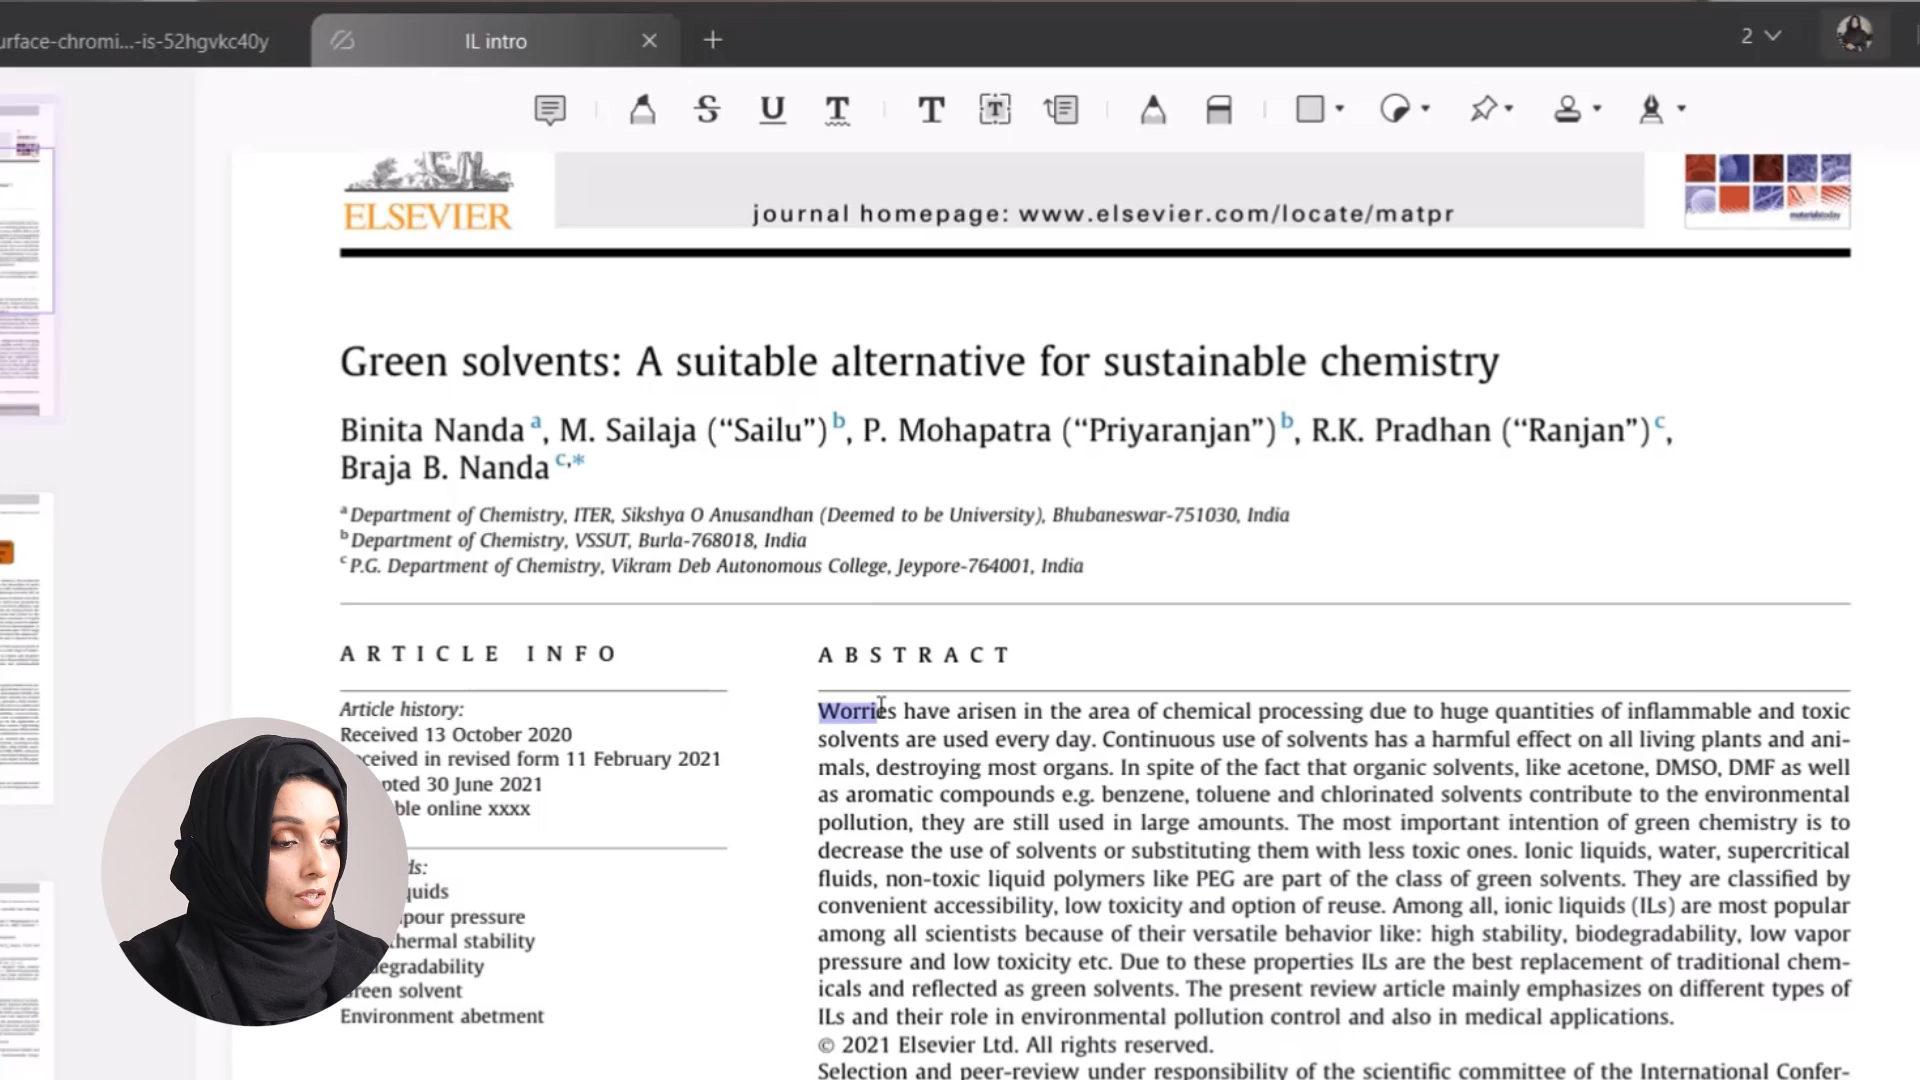 urface-chromi...-is-52hgvkc40y
IL intro
2
ELSEVIER
journal homepage: www.elsevier.com/locate/matpr
materialstoday
Green solvents: A suitable alternative for sustainable chemistry
Binita Nanda a, M. Sailaja (“Sailu”) b, P. Mohapatra (“Priyaranjan”) b, R.K. Pradhan (“Ranjan”) c,
Braja B. Nanda c,*
a Department of Chemistry, ITER, Sikshya O Anusandhan (Deemed to be University), Bhubaneswar-751030, India
b Department of Chemistry, VSSUT, Burla-768018, India
c P.G. Department of Chemistry, Vikram Deb Autonomous College, Jeypore-764001, India
ARTICLE INFO
Article history:
Received 13 October 2020
ceived in revised form 11 February 2021
pted 30 June 2021
ble online xxxx
ds:
quids
pour pressure
thermal stability
degradability
Green solvent
Environment abetment
ABSTRACT
Worries have arisen in the area of chemical processing due to huge quantities of inflammable and toxic
solvents are used every day. Continuous use of solvents has a harmful effect on all living plants and ani-
mals, destroying most organs. In spite of the fact that organic solvents, like acetone, DMSO, DMF as well
as aromatic compounds e.g. benzene, toluene and chlorinated solvents contribute to the environmental
pollution, they are still used in large amounts. The most important intention of green chemistry is to
decrease the use of solvents or substituting them with less toxic ones. Ionic liquids, water, supercritical
fluids, non-toxic liquid polymers like PEG are part of the class of green solvents. They are classified by
convenient accessibility, low toxicity and option of reuse. Among all, ionic liquids (ILs) are most popular
among all scientists because of their versatile behavior like: high stability, biodegradability, low vapor
pressure and low toxicity etc. Due to these properties ILs are the best replacement of traditional chem-
icals and reflected as green solvents. The present review article mainly emphasizes on different types of
ILs and their role in environmental pollution control and also in medical applications.
© 2021 Elsevier Ltd. All rights reserved.
Selection and peer-review under responsibility of the scientific committee of the International Confer-